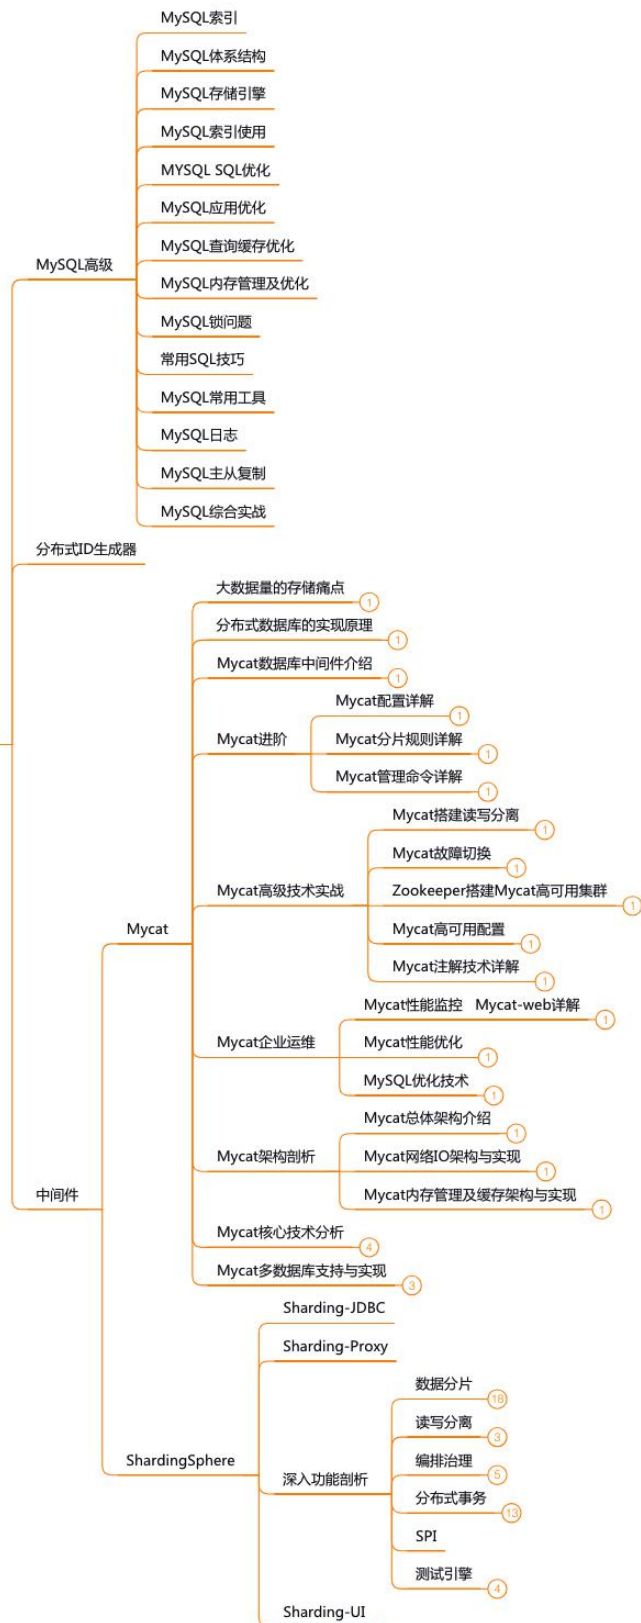 MySQL索引
MySQL体系结构
MySQL存储引擎
MySQL索引使用
MYSQL SQL优化
MySQL应用优化
MySQL查询缓存优化
MySQL高级
MySQL内存管理及优化
MySQL锁问题
常用SQL技巧
MySQL常用工具
MySQL日志
MySQL主从复制
MySQL综合实战
分布式ID生成器
大数据量的存储痛点 1
分布式数据库的实现原理 1
Mycat数据库中间件介绍 1
Mycat配置详解 1
Mycat进阶
Mycat分片规则详解 1
Mycat管理命令详解 1
Mycat搭建读写分离 1
Mycat故障切换 1
Mycat高级技术实战
Zookeeper搭建Mycat高可用集群 1
Mycat
Mycat高可用配置 1
Mycat注解技术详解 1
Mycat性能监控 Mycat-web详解 1
Mycat企业运维
Mycat性能优化 1
MySQL优化技术 1
Mycat总体架构介绍 1
Mycat架构剖析
Mycat网络IO架构与实现 1
中间件
Mycat内存管理及缓存架构与实现 1
Mycat核心技术分析 4
Mycat多数据库支持与实现 3
Sharding-JDBC
Sharding-Proxy
数据分片 18
读写分离 3
ShardingSphere
编排治理 5
深入功能剖析
分布式事务 13
SPI
测试引擎 4
Sharding-UI